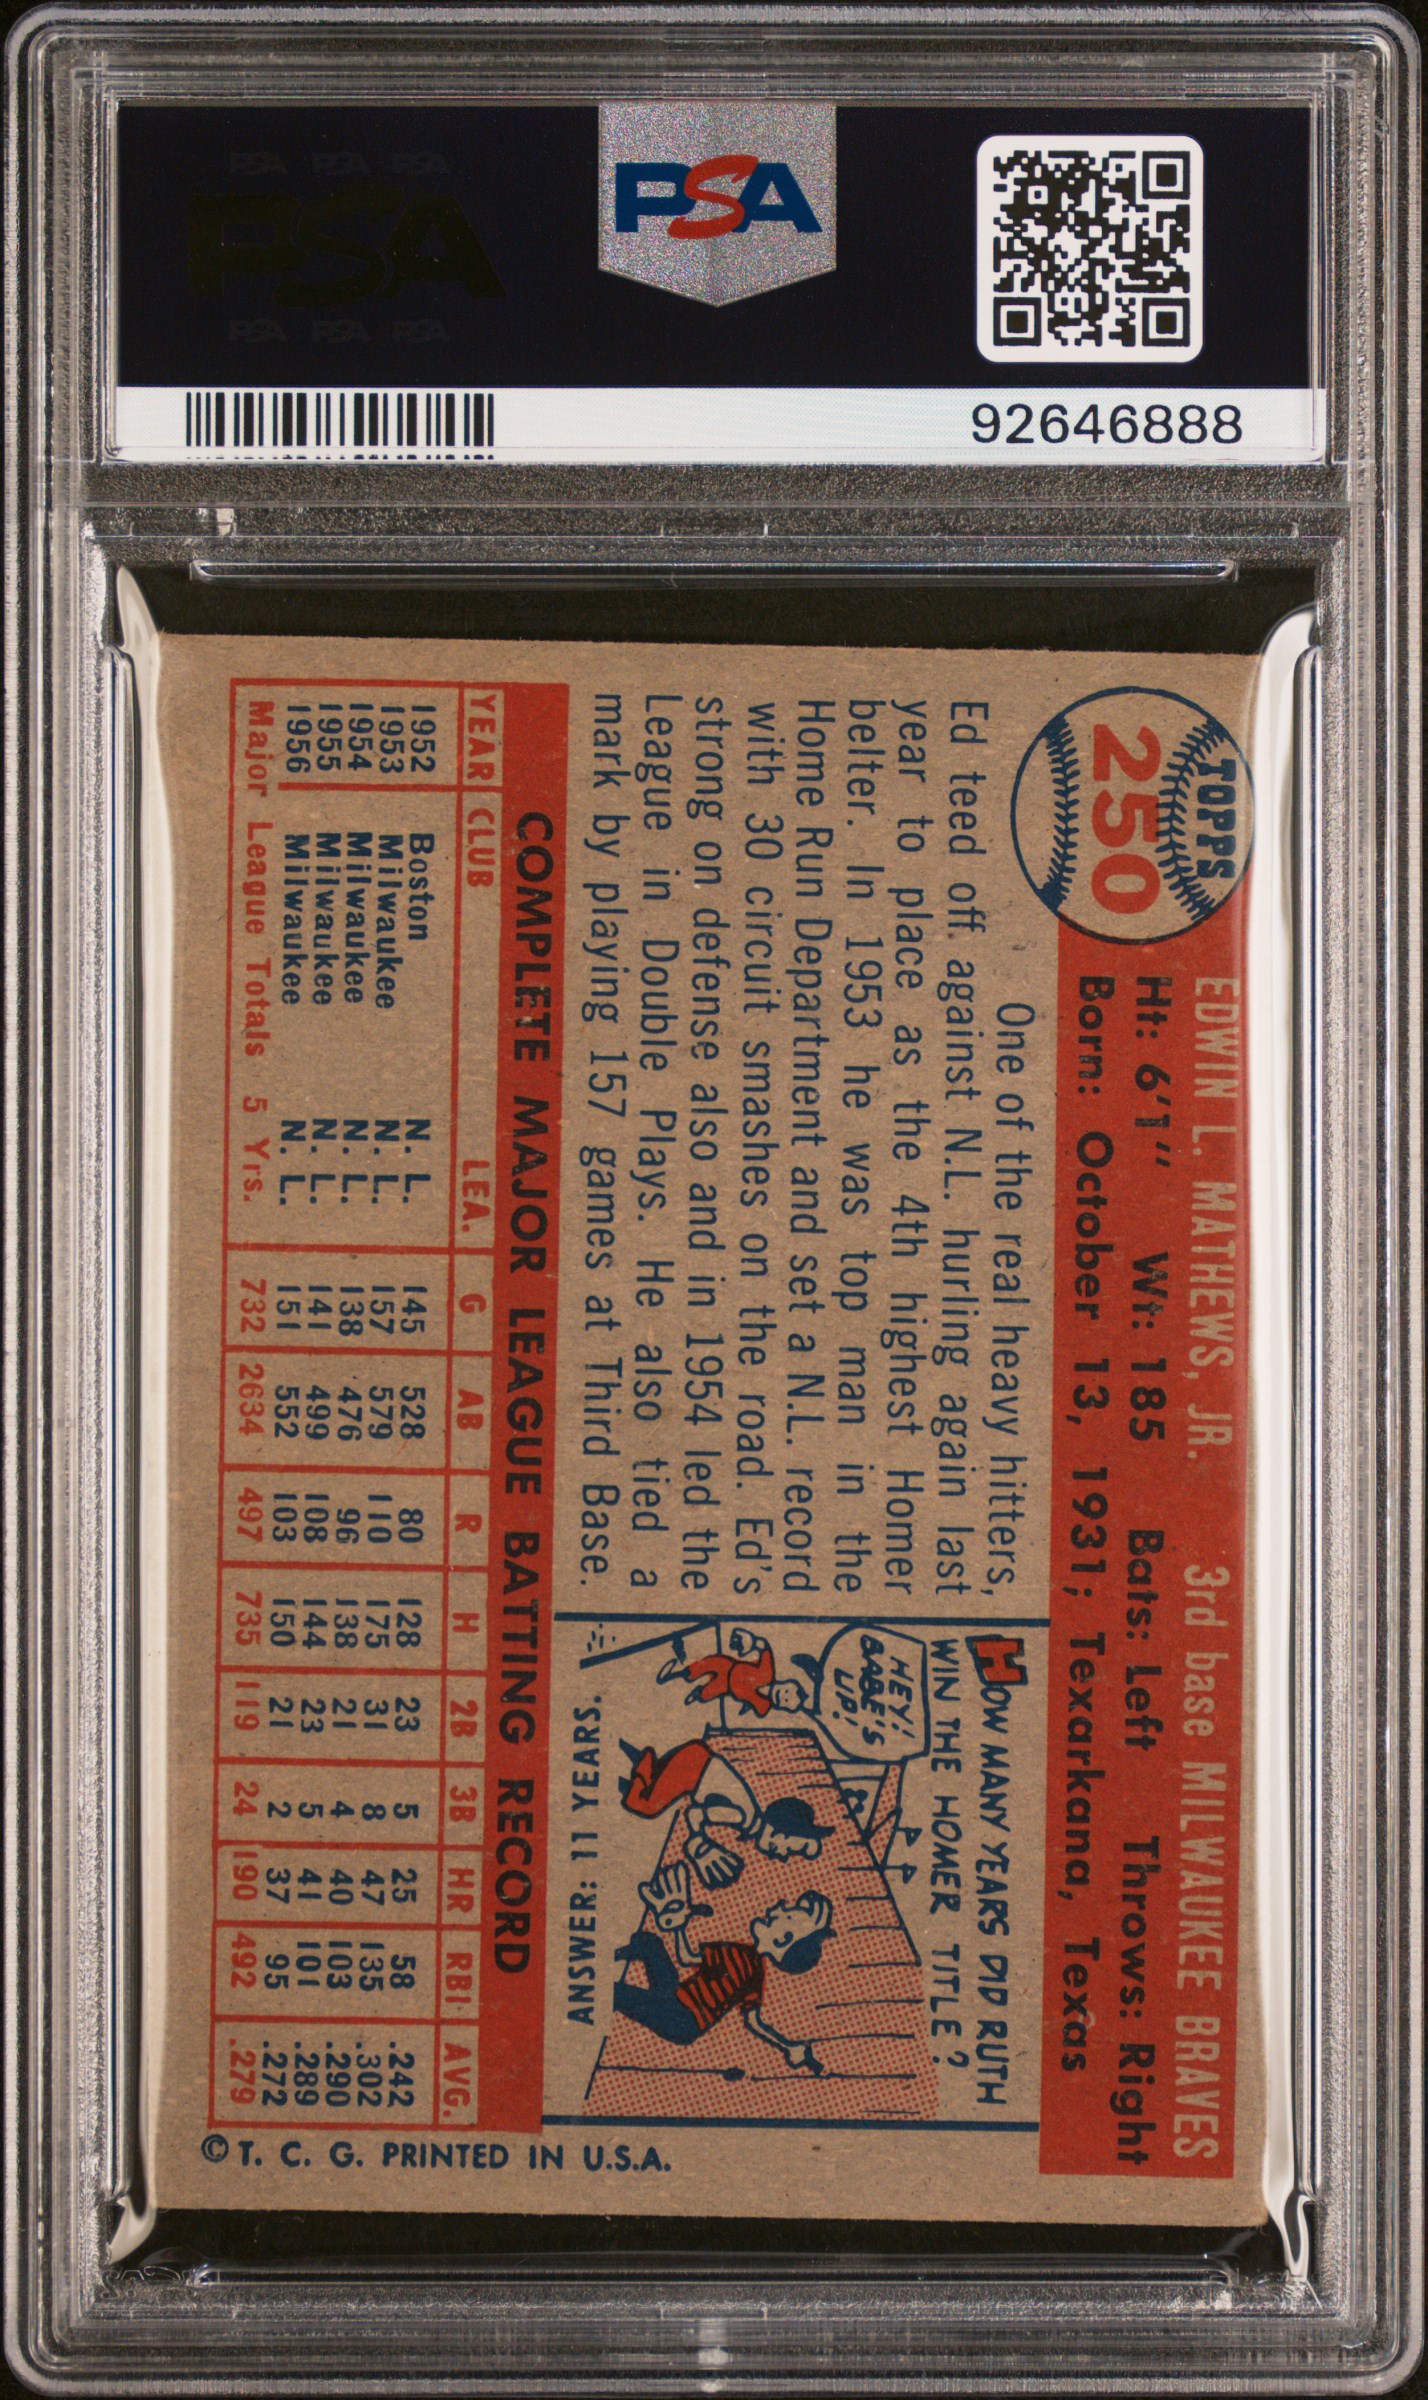 PSA PSA PSA
PSA
PSA PSA PSA
PSA
92646888
TOPPS
250
EDWIN L. MATHEWS, JR. 3rd base MILWAUKEE BRAVES
Ht: 6'1" Wt: 185 Bats: Left Throws: Right
Born: October 13, 1931; Texarkana, Texas
One of the real heavy hitters,
Ed teed off against N.L. hurling again last
year to place as the 4th highest Homer
belter. In 1953 he was top man in the
Home Run Department and set a N.L. record
with 30 circuit smashes on the road. Ed's
strong on defense also and in 1954 led the
League in Double Plays. He also tied a
mark by playing 157 games at Third Base.
HOW MANY YEARS DID RUTH
WIN THE HOMER TITLE?
HEY!
BABE'S
UP!
ANSWER: 11 YEARS.
COMPLETE MAJOR LEAGUE BATTING RECORD
YEAR CLUB LEA. G AB R H 2B 3B HR RBI AVG.
1952 Boston N. L. 145 528 80 128 23 5 25 58 .242
1953 Milwaukee N. L. 157 579 110 175 31 8 47 135 .302
1954 Milwaukee N. L. 138 476 96 138 21 4 40 103 .290
1955 Milwaukee N. L. 141 499 108 144 23 5 41 101 .289
1956 Milwaukee N. L. 151 552 103 150 21 2 37 95 .272
Major League Totals 5 Yrs. 732 2634 497 735 119 24 190 492 .279
© T. C. G. PRINTED IN U.S.A.